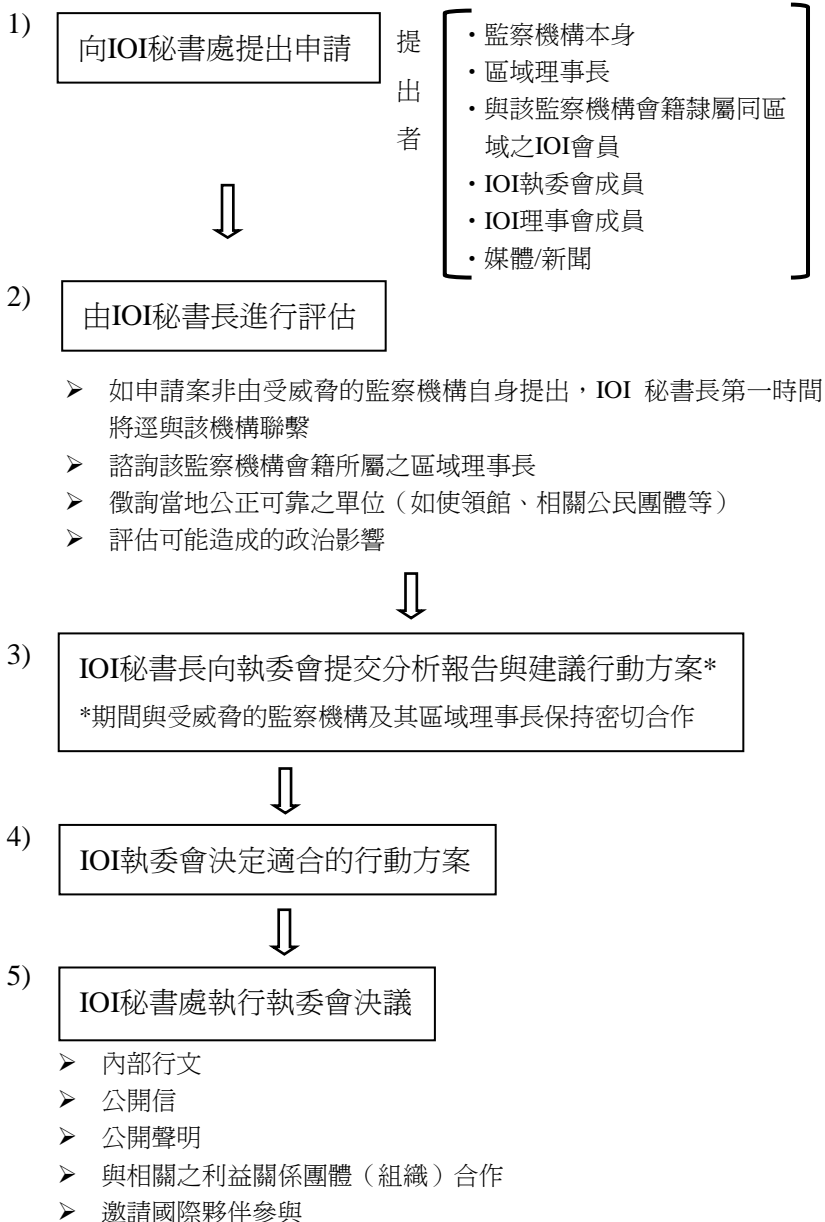 1)
向IOI秘書處提出申請
提
出
者
・監察機構本身
・區域理事長
・與該監察機構會籍隸屬同區
域之IOI會員
・IOI執委會成員
・IOI理事會成員
・媒體/新聞
2)
由IOI秘書長進行評估
➢ 如申請案非由受威脅的監察機構自身提出，IOI 秘書長第一時間
將逕與該機構聯繫
➢ 諮詢該監察機構會籍所屬之區域理事長
➢ 徵詢當地公正可靠之單位（如使領館、相關公民團體等）
➢ 評估可能造成的政治影響
3)
IOI秘書長向執委會提交分析報告與建議行動方案*
*期間與受威脅的監察機構及其區域理事長保持密切合作
4)
IOI執委會決定適合的行動方案
5)
IOI秘書處執行執委會決議
➢ 內部行文
➢ 公開信
➢ 公開聲明
➢ 與相關之利益關係團體（組織）合作
➢ 邀請國際夥伴參與